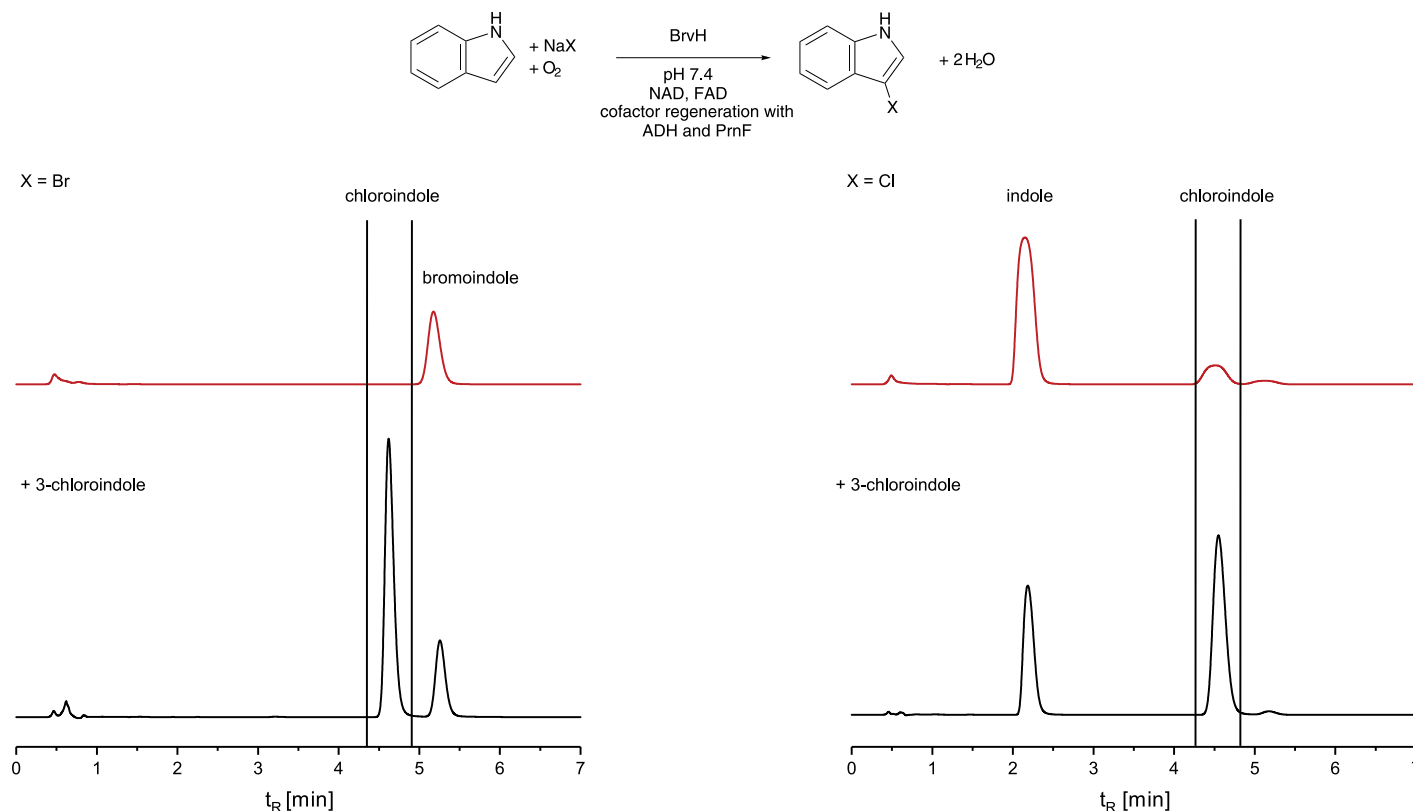 H
N
+ NaX
+ O2
BrvH
pH 7.4
NAD, FAD
cofactor regeneration with
ADH and PrnF
H
N
X
+ 2H2O
X = Br
chloroindole
bromoindole
+ 3-chloroindole
0 1 2 3 4 5 6 7
tR [min]
X = Cl
indole
chloroindole
+ 3-chloroindole
0 1 2 3 4 5 6 7
tR [min]